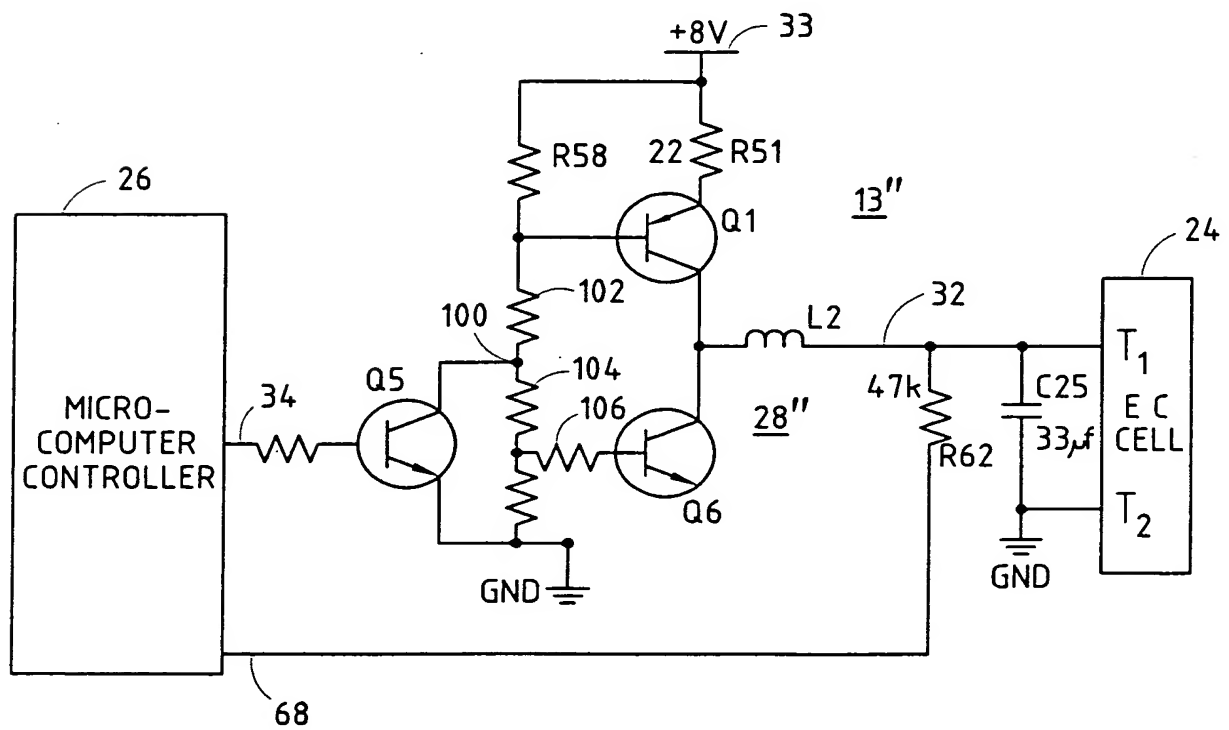 +8V
33
26
R58
22
R51
13"
Q1
24
102
32
L2
100
T1
Q5
104
47k
C25
34
106
28"
E C
CELL
MICRO-
COMPUTER
CONTROLLER
33µf
R62
Q6
T2
GND
GND
68